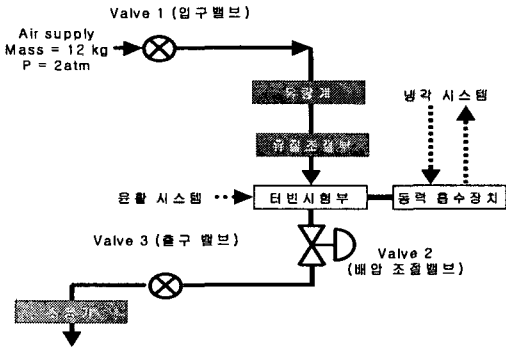 Valve 1 (입구밸브)
Air supply
Mass = 12 kg
P = 2atm
유량계
냉각 시스템
유질조절부
윤활 시스템
터빈시험부
동력 흡수장치
Valve 3 (출구 밸브)
Valve 2
(배압 조절밸브)
소음기